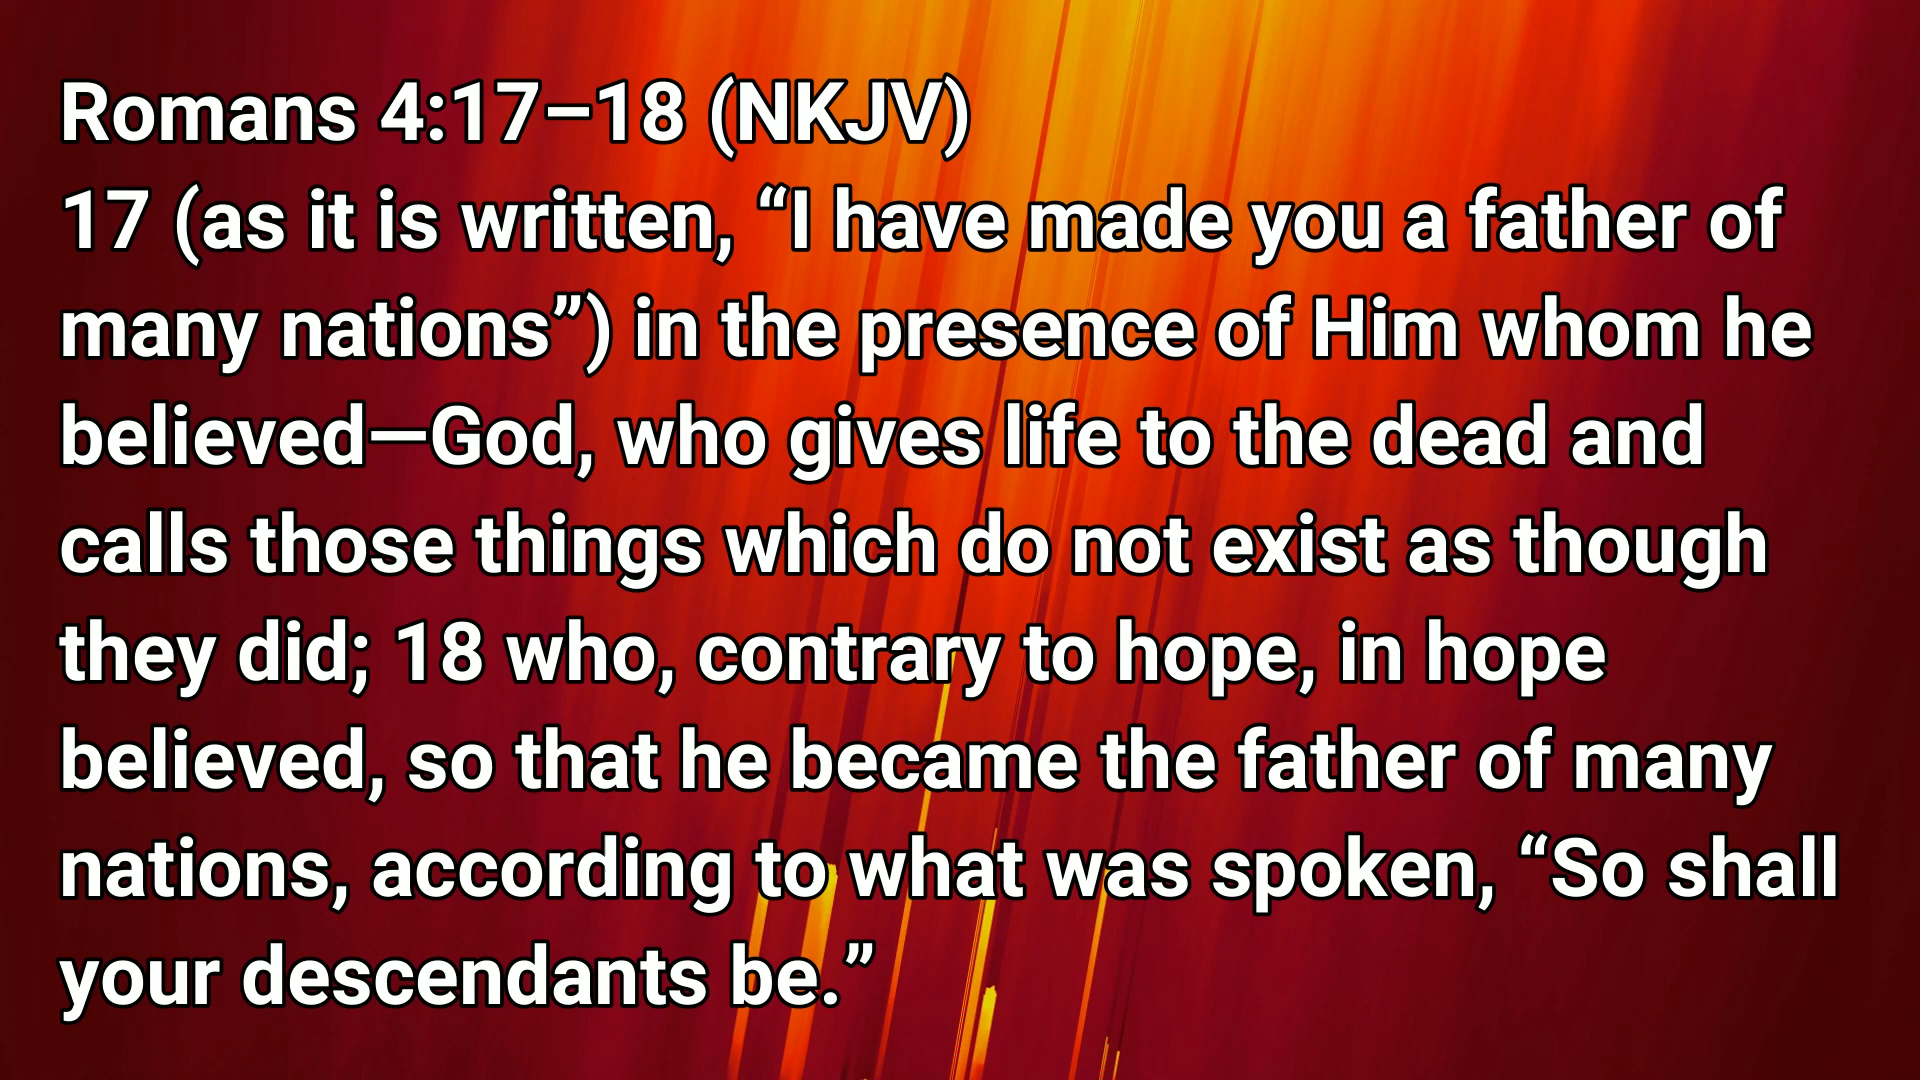 Romans 4:17–18 (NKJV)
17 (as it is written, “I have made you a father of
many nations”) in the presence of Him whom he
believed—God, who gives life to the dead and
calls those things which do not exist as though
they did; 18 who, contrary to hope, in hope
believed, so that he became the father of many
nations, according to what was spoken, “So shall
your descendants be.”